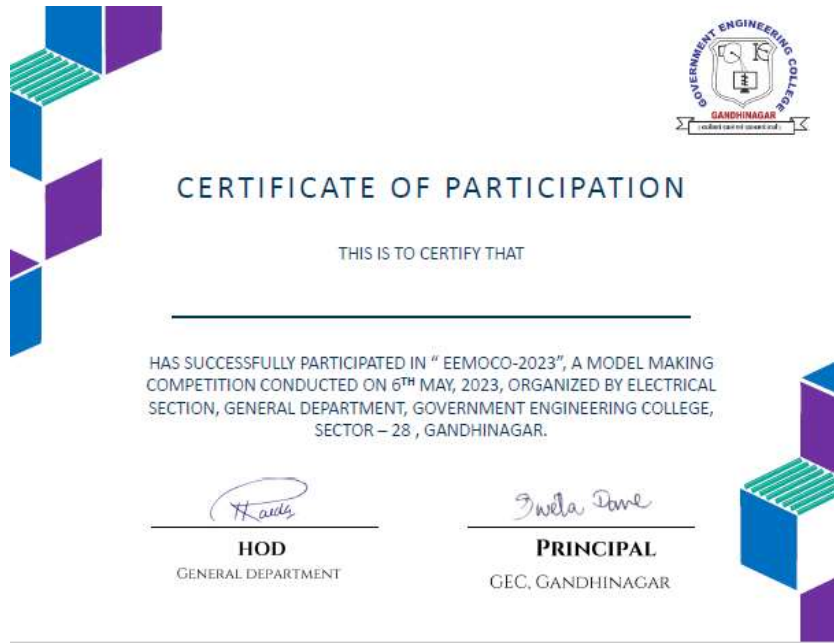 GOVERNMENT ENGINEERING COLLEGE
GANDHINAGAR
CERTIFICATE OF PARTICIPATION
THIS IS TO CERTIFY THAT
HAS SUCCESSFULLY PARTICIPATED IN “ EEMOCO-2023”, A MODEL MAKING
COMPETITION CONDUCTED ON 6TH MAY, 2023, ORGANIZED BY ELECTRICAL
SECTION, GENERAL DEPARTMENT, GOVERNMENT ENGINEERING COLLEGE,
SECTOR – 28 , GANDHINAGAR.
HOD
GENERAL DEPARTMENT
Dave
PRINCIPAL
GEC, GANDHINAGAR